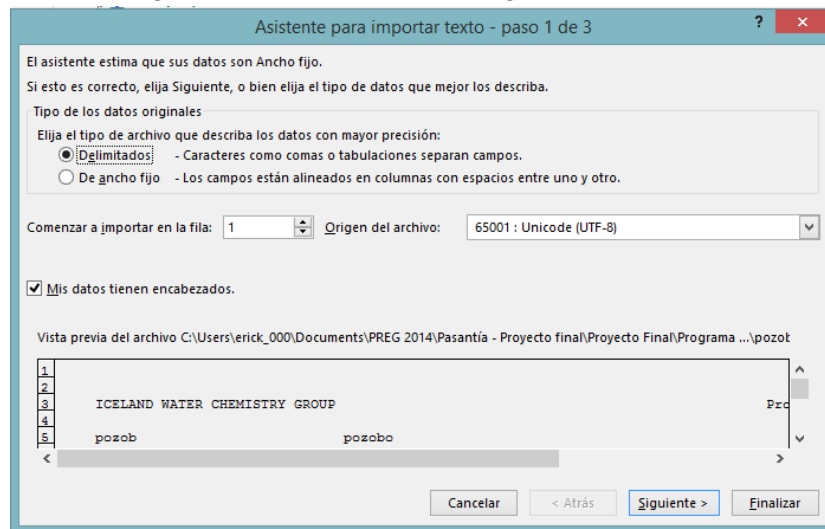 Asistente para importar texto - paso 1 de 3
?
×
El asistente estima que sus datos son Ancho fijo.
Si esto es correcto, elija Siguiente, o bien elija el tipo de datos que mejor los describa.
Tipo de los datos originales
Elija el tipo de archivo que describa los datos con mayor precisión:
Delimitados - Caracteres como comas o tabulaciones separan campos.
De ancho fijo - Los campos están alineados en columnas con espacios entre uno y otro.
Comenzar a importar en la fila: 1 Origen del archivo: 65001 : Unicode (UTF-8)
Mis datos tienen encabezados.
Vista previa del archivo C:\Users\erick_000\Documents\PREG 2014\Pasantía - Proyecto final\Proyecto Final\Programa ...\pozob
1
2
3 ICELAND WATER CHEMISTRY GROUP Pro
4
5 pozob pozobo
Cancelar < Atrás Siguiente > Finalizar